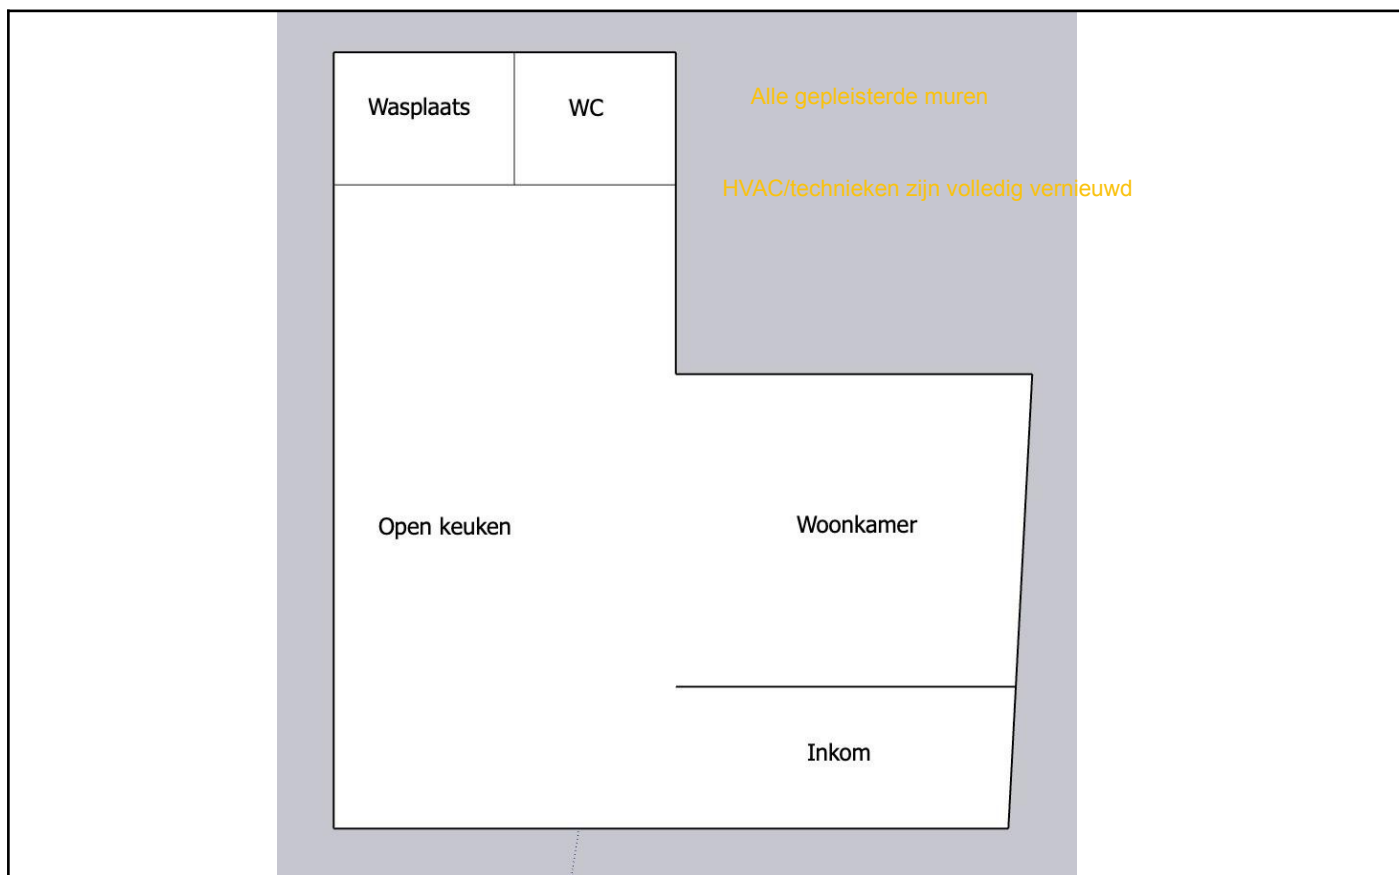 Wasplaats
WC
Alle gepleisterde muren
HVAC/technieken zijn volledig vernieuwd
Open keuken
Woonkamer
Inkom